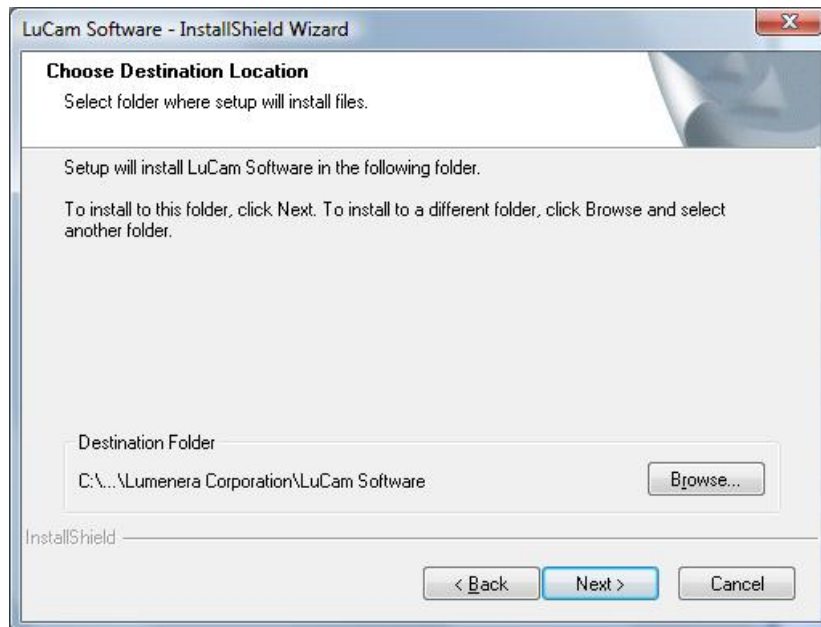 LuCam Software - InstallShield Wizard
Choose Destination Location
Select folder where setup will install files.
Setup will install LuCam Software in the following folder.
To install to this folder, click Next. To install to a different folder, click Browse and select
another folder.
Destination Folder
C:\...\Lumenera Corporation\LuCam Software
Browse...
InstallShield
< Back
Next >
Cancel